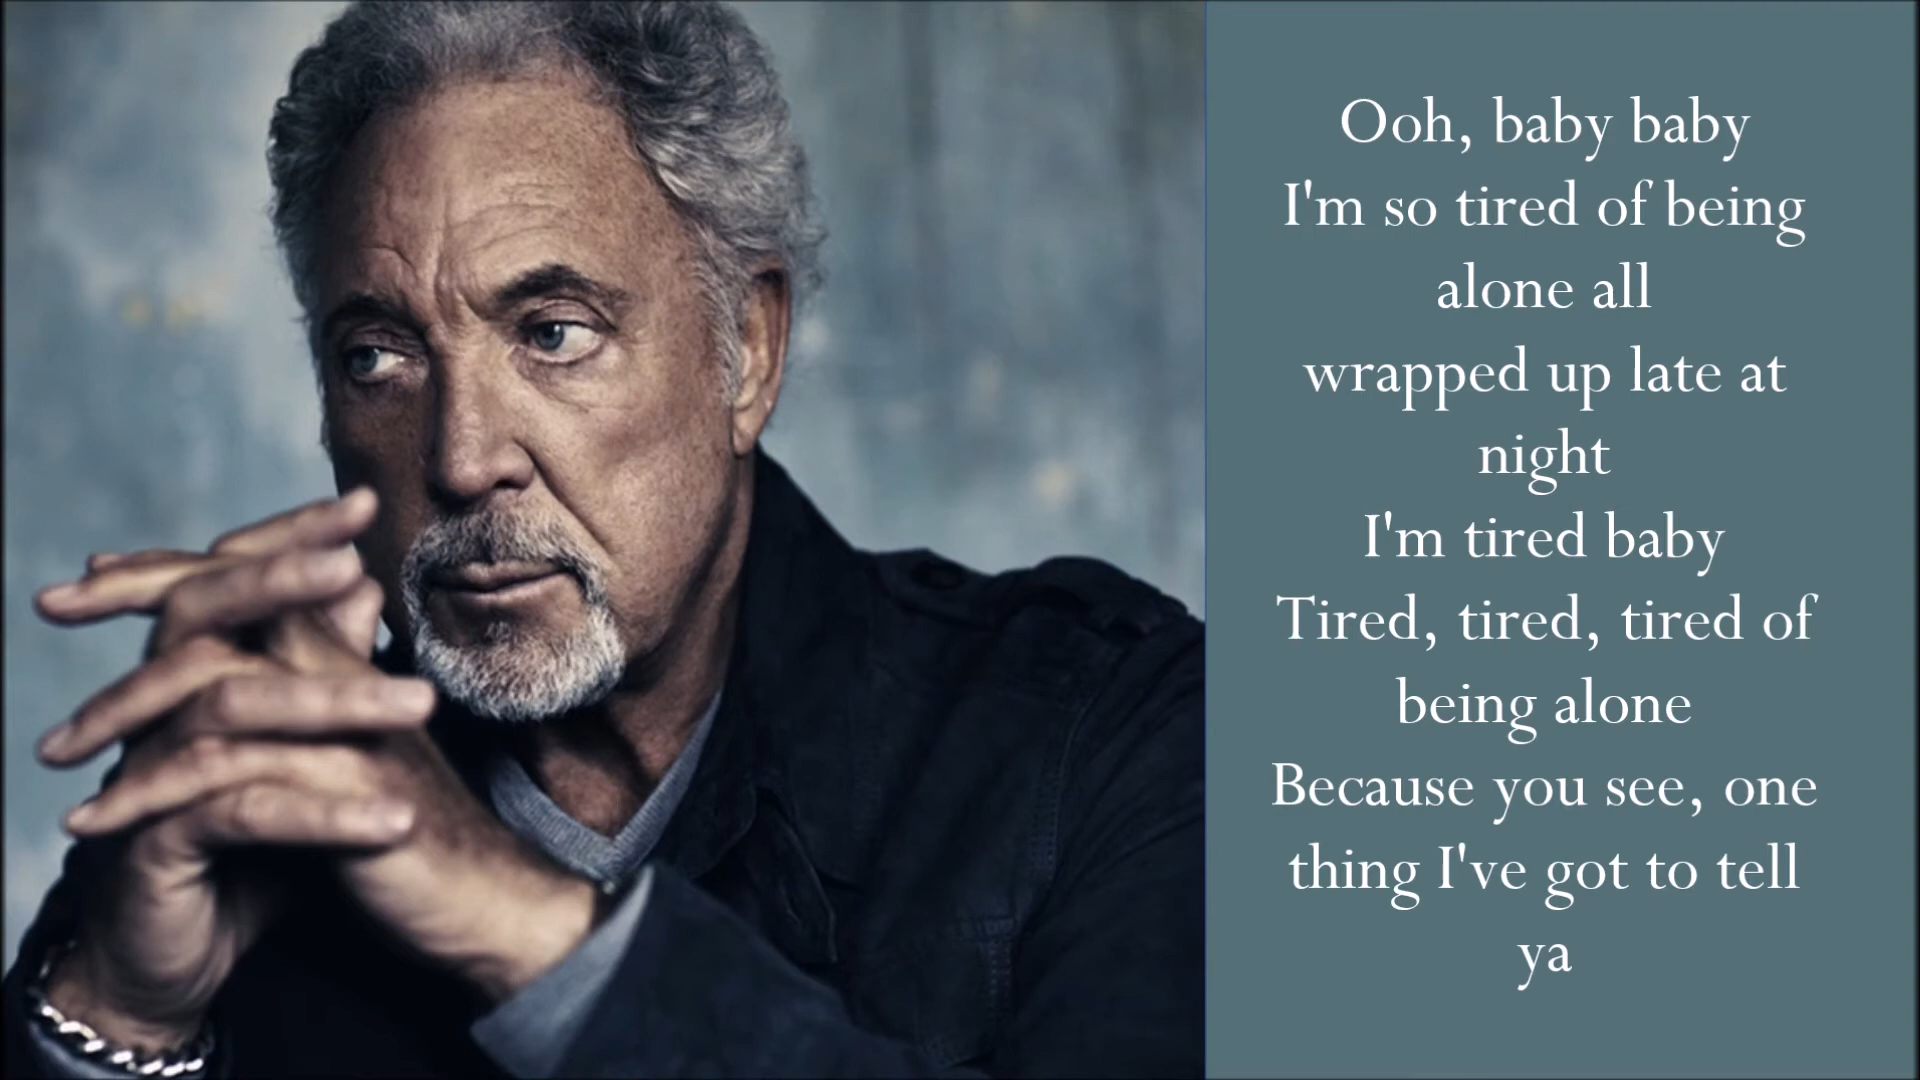 Ooh, baby baby
I'm so tired of being
alone all
wrapped up late at
night
I'm tired baby
Tired, tired, tired of
being alone
Because you see, one
thing I've got to tell
ya